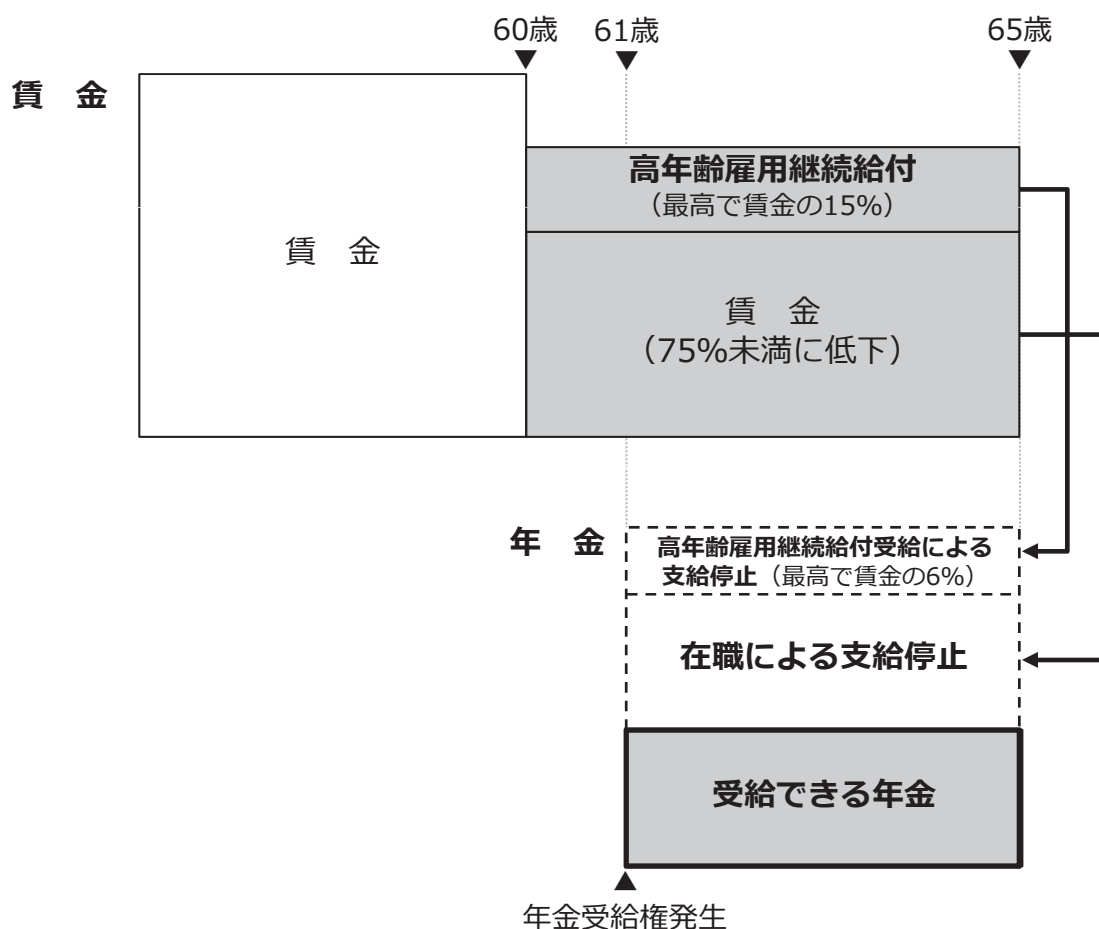 60歳 61歳 65歳
賃 金
高年齢雇用継続給付
（最高で賃金の15%）
賃 金
賃 金
（75%未満に低下）
年 金
高年齢雇用継続給付受給による
支給停止（最高で賃金の6%）
在職による支給停止
受給できる年金
年金受給権発生